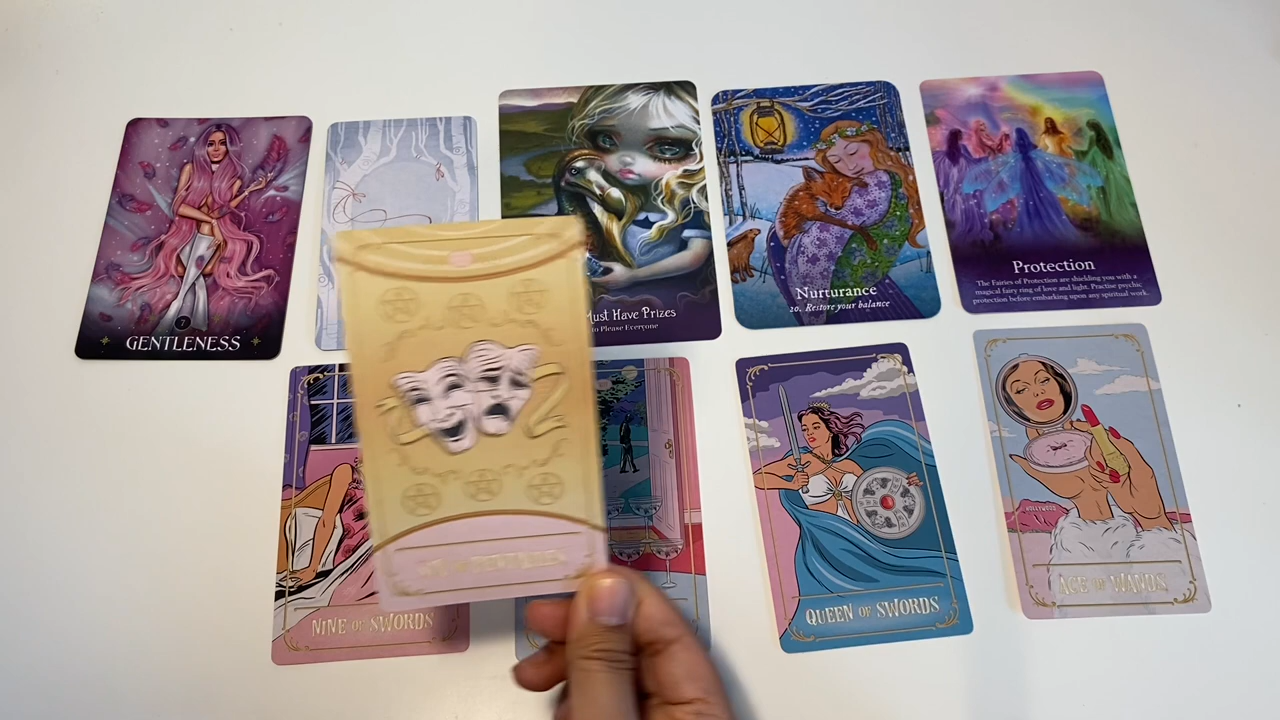 7
GENTLENESS
Must Have Prizes
to Please Everyone
Nurturance
20. Restore your balance
Protection
The Fairies of Protection are shielding you with a
magical fairy ring of love and light. Practise psychic
protection before embarking upon any spiritual work.
NINE OF SWORDS
QUEEN OF SWORDS
HOLLYWOOD
ACE OF WANDS